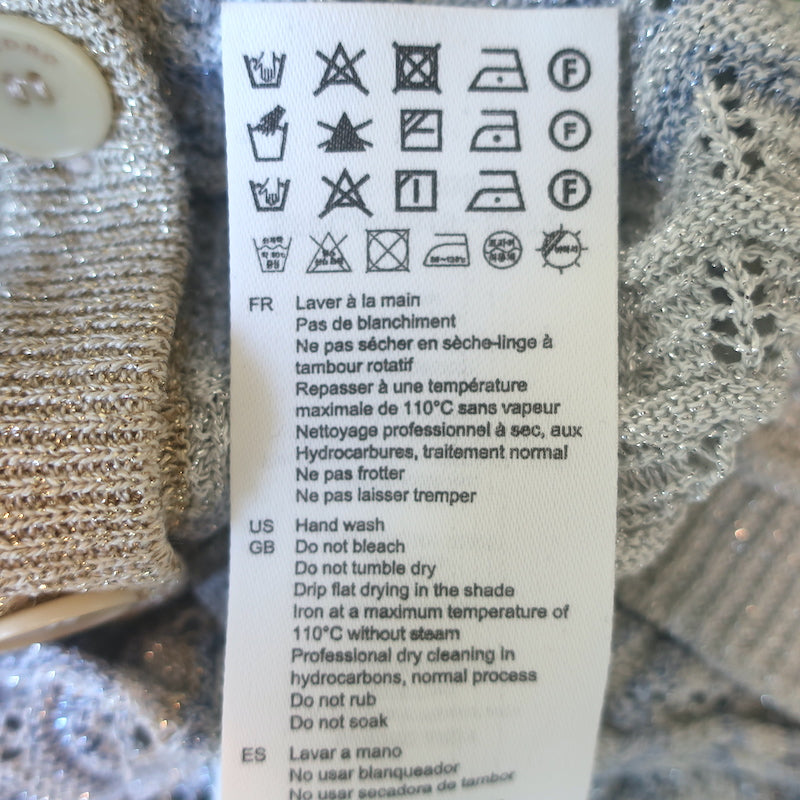 F
F
F
FR Laver à la main
Pas de blanchiment
Ne pas sécher en sèche-linge à
tambour rotatif
Repasser à une température
maximale de 110°C sans vapeur
Nettoyage professionnel à sec, aux
Hydrocarbures, traitement normal
Ne pas frotter
Ne pas laisser tremper
US Hand wash
GB Do not bleach
Do not tumble dry
Drip flat drying in the shade
Iron at a maximum temperature of
110°C without steam
Professional dry cleaning in
hydrocarbons, normal process
Do not rub
Do not soak
ES Lavar a mano
No usar blanqueador
No usar secadora de tambor